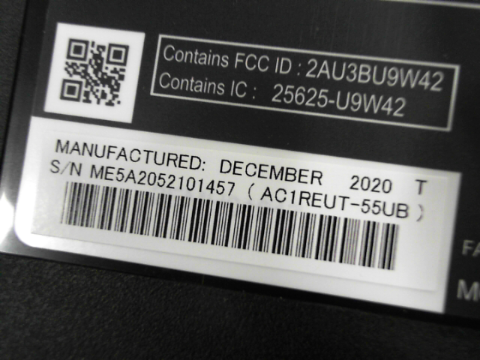 Contains FCC ID : 2AU3BU9W42
Contains IC : 25625-U9W42
MANUFACTURED: DECEMBER 2020 T
S/N ME5A2052101457 ( AC1REUT-55UB )